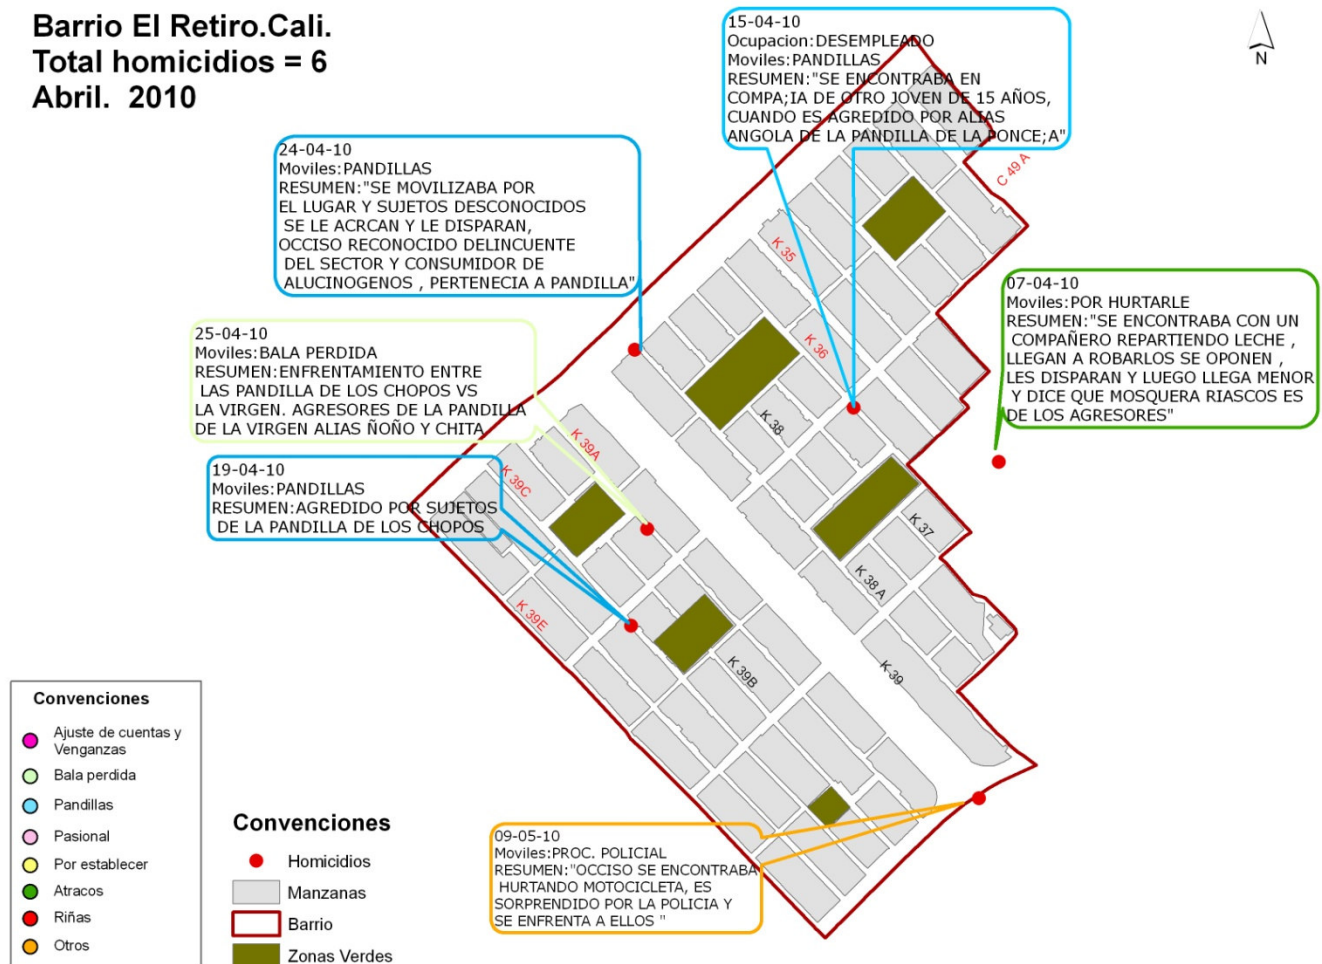 Barrio El Retiro.Cali.
Total homicidios = 6
Abril.  2010
15-04-10
Ocupacion:DESEMPLEADO
Moviles:PANDILLAS
RESUMEN:"SE ENCONTRABA EN
COMPA;IA DE OTRO JOVEN DE 15 AÑOS,
CUANDO ES AGREDIDO POR ALIAS
ANGOLA DE LA PANDILLA DE LA PONCE;A"
N
24-04-10
Moviles:PANDILLAS
RESUMEN:"SE MOVILIZABA POR
EL LUGAR Y SUJETOS DESCONOCIDOS
SE LE ACRCAN Y LE DISPARAN,
OCCISO RECONOCIDO DELINCUENTE
DEL SECTOR Y CONSUMIDOR DE
ALUCINOGENOS , PERTENECIA A PANDILLA"
C 49 A
K 35
K 36
07-04-10
Moviles:POR HURTARLE
RESUMEN:"SE ENCONTRABA CON UN
COMPAÑERO REPARTIENDO LECHE ,
LLEGAN A ROBARLOS SE OPONEN ,
LES DISPARAN Y LUEGO LLEGA MENOR
Y DICE QUE MOSQUERA RIASCOS ES
DE LOS AGRESORES"
25-04-10
Moviles:BALA PERDIDA
RESUMEN:ENFRENTAMIENTO ENTRE
LAS PANDILLA DE LOS CHOPOS VS
LA VIRGEN. AGRESORES DE LA PANDILLA
DE LA VIRGEN ALIAS ÑOÑO Y CHITA
K 38
K 39A
K 39C
19-04-10
Moviles:PANDILLAS
RESUMEN:AGREDIDO POR SUJETOS
DE LA PANDILLA DE LOS CHOPOS
K 37
K 38 A
K 39E
K 39B
K-39
09-05-10
Moviles:PROC. POLICIAL
RESUMEN:"OCCISO SE ENCONTRABA
HURTANDO MOTOCICLETA, ES
SORPRENDIDO POR LA POLICIA Y
SE ENFRENTA A ELLOS "
Convenciones
Ajuste de cuentas y
Venganzas
Bala perdida
Pandillas
Pasional
Por establecer
Atracos
Riñas
Otros
Convenciones
Homicidios
Manzanas
Barrio
Zonas Verdes